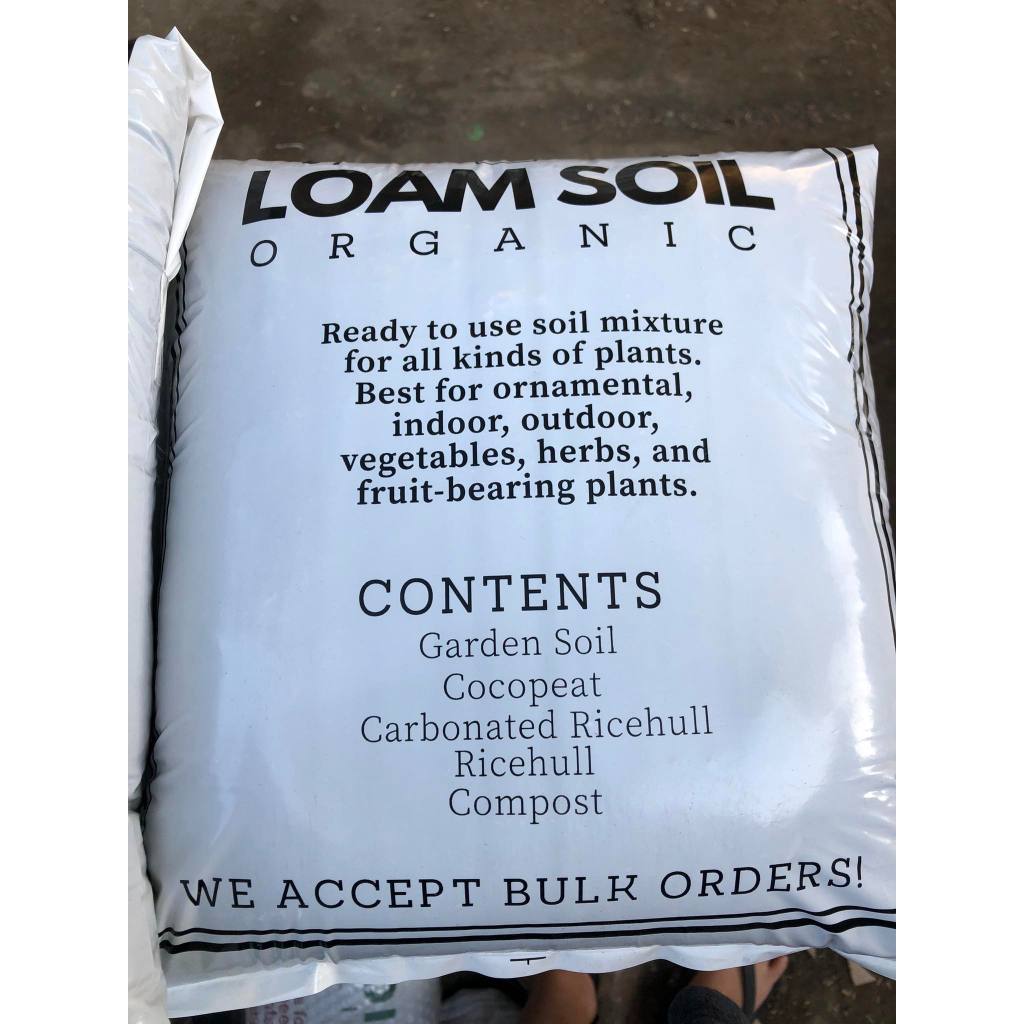 LOAM SOIL
ORGANIC
Ready to use soil mixture
for all kinds of plants.
Best for ornamental,
indoor, outdoor,
vegetables, herbs, and
fruit-bearing plants.
CONTENTS
Garden Soil
Cocopeat
Carbonated Ricehull
Ricehull
Compost
WE ACCEPT BULK ORDERS!